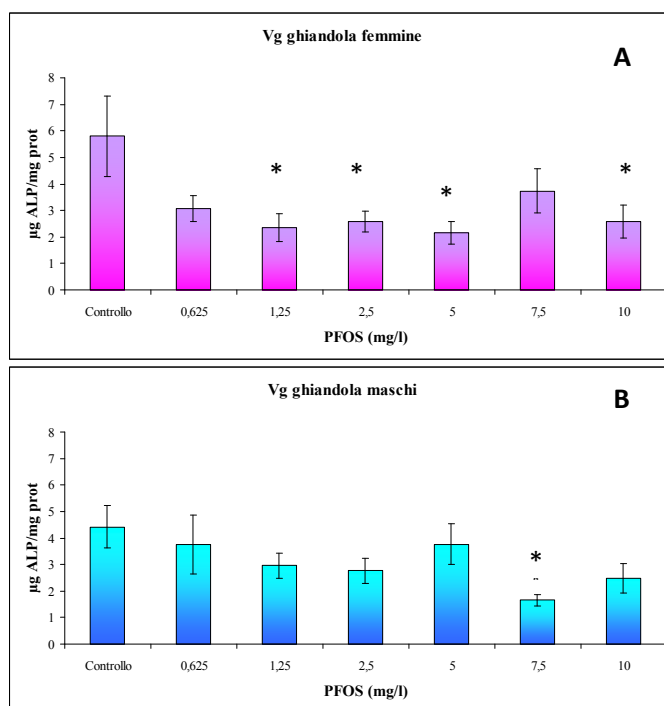 Vg ghiandola femmine
A
8
7
6
5
4
3
2
1
0
µg ALP/mg prot
* * * *
Controllo 0,625 1,25 2,5 5 7,5 10
PFOS (mg/l)
Vg ghiandola maschi
B
8
7
6
5
4
3
2
1
0
µg ALP/mg prot
*
Controllo 0,625 1,25 2,5 5 7,5 10
PFOS (mg/l)